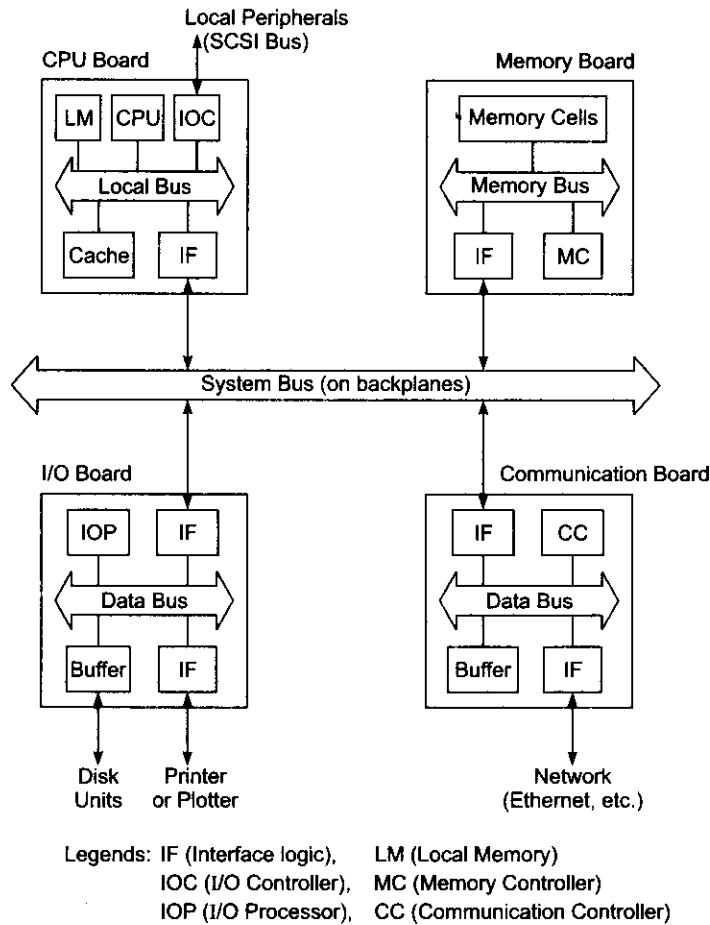 Local Peripherals
(SCSI Bus)
CPU Board
LM CPU IOC
Local Bus
Cache IF
Memory Board
Memory Cells
Memory Bus
IF MC
System Bus (on backplanes)
I/O Board
IOP IF
Data Bus
Buffer IF
Disk
Units
Printer
or Plotter
Communication Board
IF CC
Data Bus
Buffer IF
Network
(Ethernet, etc.)
Legends: IF (Interface logic), LM (Local Memory)
IOC (I/O Controller), MC (Memory Controller)
IOP (I/O Processor), CC (Communication Controller)